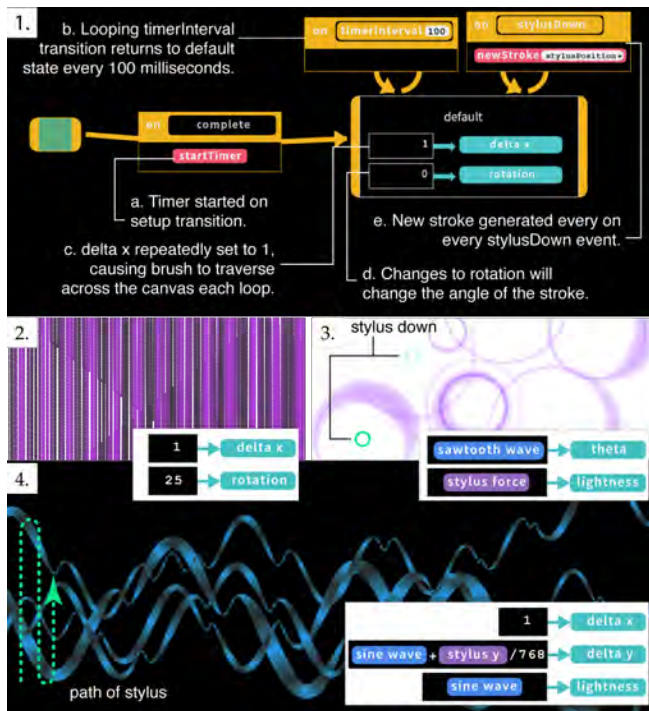 1.
b. Looping timerInterval
transition returns to default
state every 100 milliseconds.
on timerInterval 100
on stylusDown
newStroke stylusPosition
on complete
startTimer
default
1 delta x
0 rotation
a. Timer started on
setup transition.
c. delta x repeatedly set to 1,
causing brush to traverse
across the canvas each loop.
e. New stroke generated every on
every stylusDown event.
d. Changes to rotation will
change the angle of the stroke.
2.
1 delta x
25 rotation
3.
stylus down
sawtooth wave theta
stylus force lightness
4.
path of stylus
1 delta x
sine wave + stylus y /768 delta y
sine wave lightness